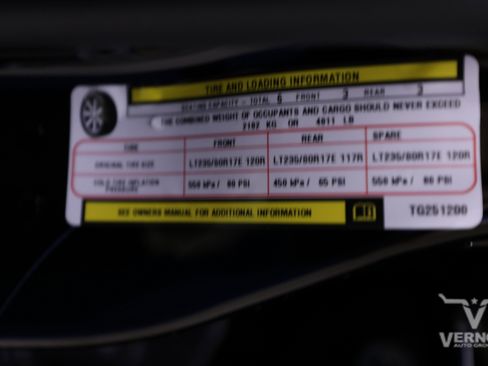 TIRE AND LOADING INFORMATION
SEATING CAPACITY - TOTAL 6 FRONT 3 REAR 3
THE COMBINED WEIGHT OF OCCUPANTS AND CARGO SHOULD NEVER EXCEED
KG OR LB
TIRE FRONT REAR SPARE
ORIGINAL TIRE SIZE LT235/80R17E 120R LT235/80R17E 117R LT235/80R17E 120R
COLD TIRE INFLATION PRESSURE 550 kPa / 80 PSI 450 kPa / 65 PSI 550 kPa / 80 PSI
SEE OWNERS MANUAL FOR ADDITIONAL INFORMATION
TG251200
VERNO
AUTO GROU